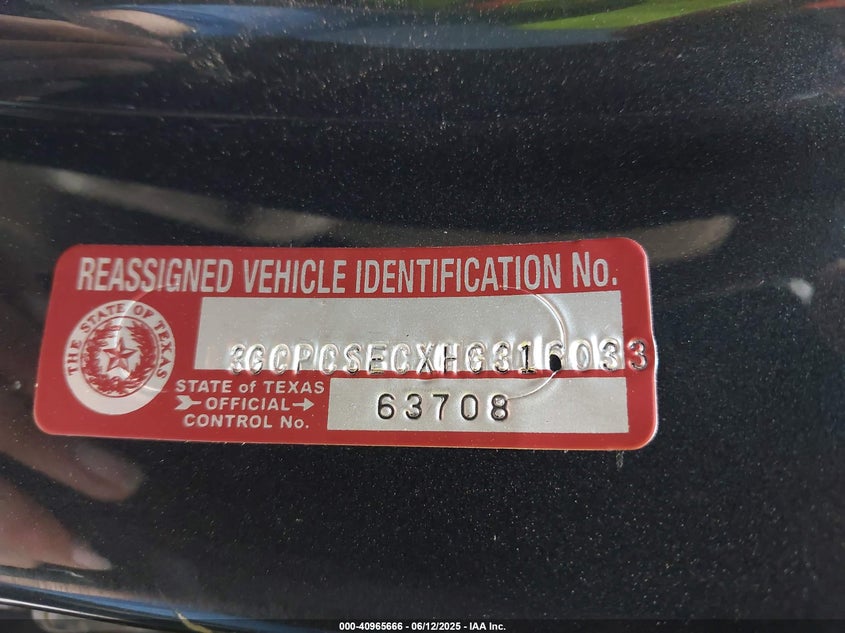 REASSIGNED VEHICLE IDENTIFICATION No.
THE STATE OF TEXAS
3GCPCSECXHG316033
STATE of TEXAS
OFFICIAL
CONTROL No.
63708
000-40965666 - 06/12/2025 - IAA Inc.